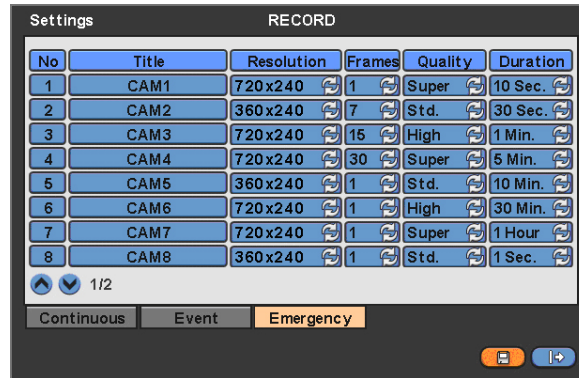 Settings RECORD
No Title Resolution Frames Quality Duration
1 CAM1 720x240 1 Super 10 Sec.
2 CAM2 360x240 7 Std. 30 Sec.
3 CAM3 720x240 15 High 1 Min.
4 CAM4 720x240 30 Super 5 Min.
5 CAM5 360x240 1 Std. 10 Min.
6 CAM6 720x240 1 High 30 Min.
7 CAM7 720x240 1 Super 1 Hour
8 CAM8 360x240 1 Std. 1 Sec.
1/2
Continuous Event Emergency